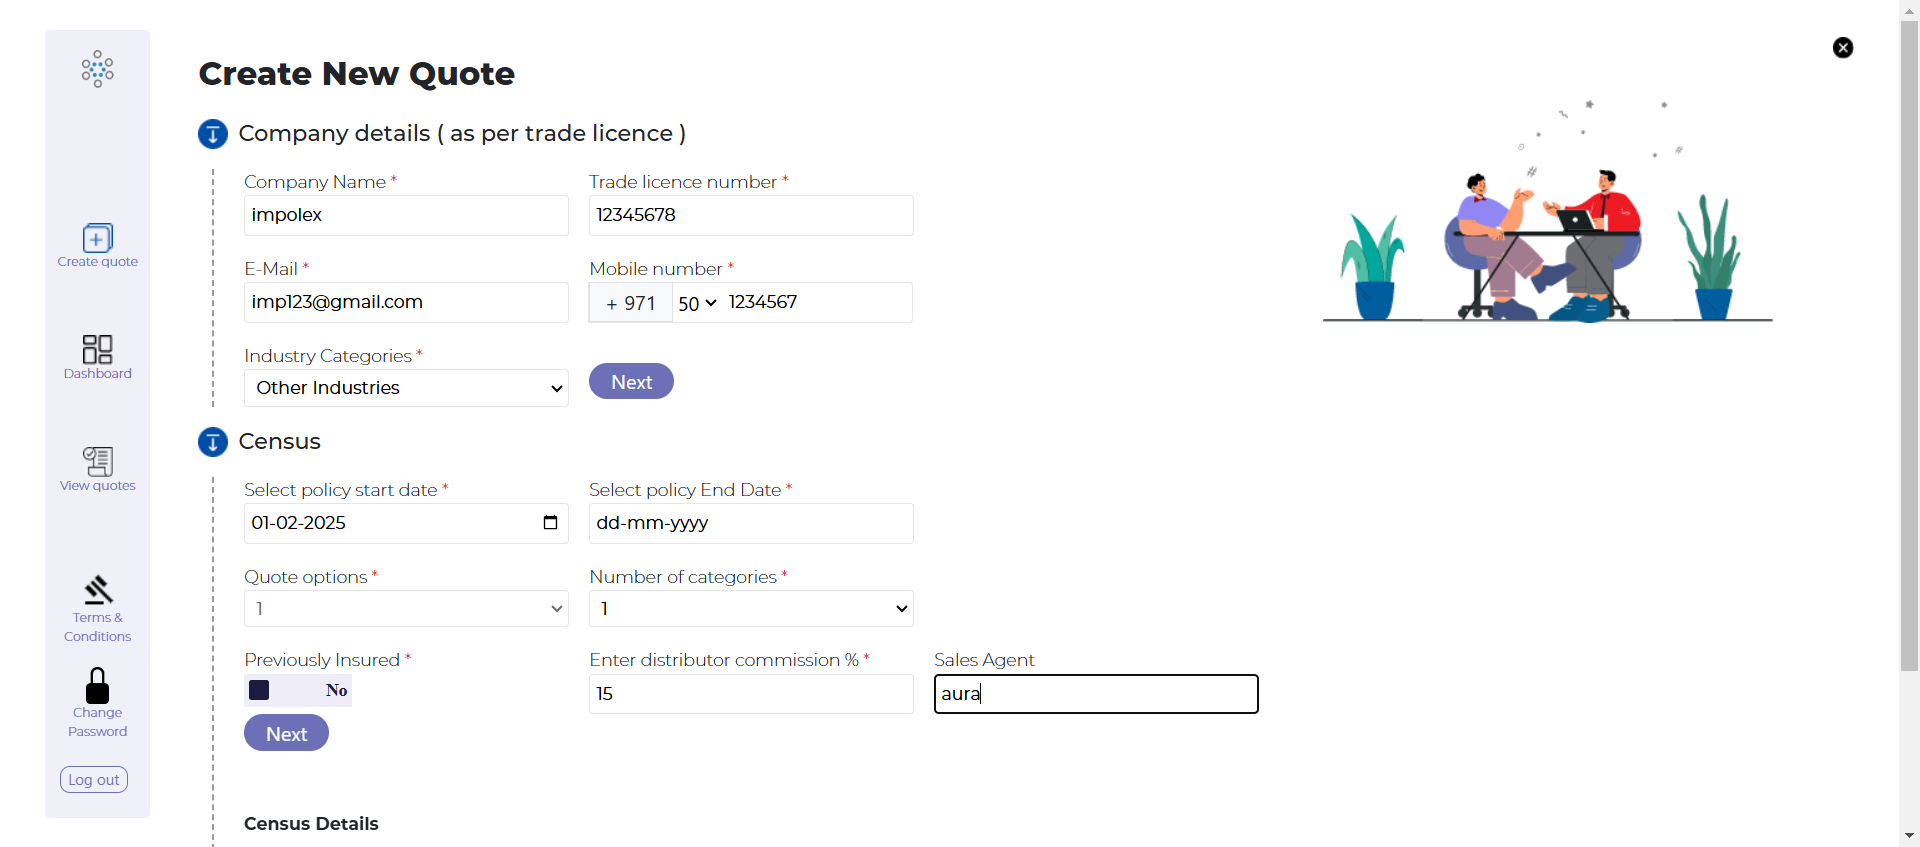 Create New Quote
Company details ( as per trade licence )
Company Name *
Trade licence number *
impolex
12345678
Create quote
E-Mail *
Mobile number *
imp123@gmail.com
+ 971
50
1234567
Dashboard
Industry Categories *
Other Industries
Next
Census
View quotes
Select policy start date *
Select policy End Date *
01-02-2025
dd-mm-yyyy
Quote options *
Number of categories *
1
1
Terms &
Conditions
Previously Insured *
Enter distributor commission % *
Sales Agent
No
15
aura
Change
Password
Next
Log out
Census Details